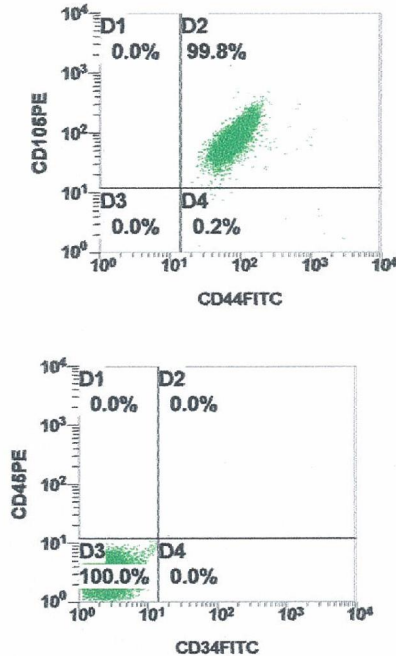 10⁴
D1 D2
0.0% 99.8%
10³
CD105PE
10²
10¹
D3 D4
0.0% 0.2%
10⁰
10⁰ 10¹ 10² 10³ 10⁴
CD44FITC
10⁴
D1 D2
0.0% 0.0%
10³
CD45PE
10²
10¹
D3 D4
100.0% 0.0%
10⁰
10⁰ 10¹ 10² 10³ 10⁴
CD34FITC